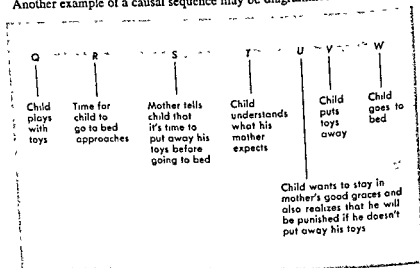 Another example of a causal sequence may be
Q R S T U V W
Child plays with toys
Time for child to go to bed approaches
Mother tells child that it's time to put away his toys before going to bed
Child understands what his mother expects
Child puts toys away
Child goes to bed
Child wants to stay in mother's good graces and also realizes that he will be punished if he doesn't put away his toys